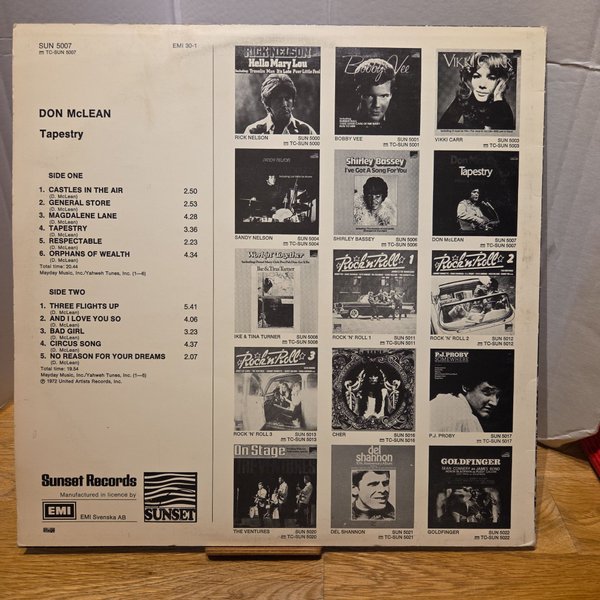 SUN 5007
TC-SUN 5007
EMI 30-1
DON McLEAN
Tapestry
SIDE ONE
1. CASTLES IN THE AIR 2.50
(D. McLean)
2. GENERAL STORE 2.53
(D. McLean)
3. MAGDALENE LANE 4.28
(D. McLean)
4. TAPESTRY 3.36
(D. McLean)
5. RESPECTABLE 2.23
(D. McLean)
6. ORPHANS OF WEALTH 4.34
(D. McLean)
Total time: 20.44
Mayday Music, Inc./Yahweh Tunes, Inc. (1—6)
SIDE TWO
1. THREE FLIGHTS UP 5.41
(D. McLean)
2. AND I LOVE YOU SO 4.06
(D. McLean)
3. BAD GIRL 3.23
(D. McLean)
4. CIRCUS SONG 4.37
(D. McLean)
5. NO REASON FOR YOUR DREAMS 2.07
(D. McLean)
Total time: 19.54
Mayday Music, Inc./Yahweh Tunes, Inc. (1—5)
℗ 1972 United Artists Records, Inc.
Sunset Records
Manufactured in licence by
EMI
EMI Svenska AB
SUNSET
RICK NELSON
Hello Mary Lou
RICK NELSON SUN 5000
TC-SUN 5000
Bobby Vee
BOBBY VEE SUN 5001
TC-SUN 5001
VIKKI CARR
VIKKI CARR SUN 5003
TC-SUN 5003
SANDY NELSON
SANDY NELSON SUN 5004
TC-SUN 5004
Shirley Bassey
I've Got A Song For You
SHIRLEY BASSEY SUN 5006
TC-SUN 5006
Don McLean
Tapestry
DON McLEAN SUN 5007
TC-SUN 5007
Workin' Together
Ike & Tina Turner
IKE & TINA TURNER SUN 5008
TC-SUN 5008
Rock'n'Roll 1
ROCK 'N' ROLL 1 SUN 5011
TC-SUN 5011
Rock'n'Roll 2
ROCK 'N' ROLL 2 SUN 5012
TC-SUN 5012
Rock'n'Roll 3
ROCK 'N' ROLL 3 SUN 5013
TC-SUN 5013
CHER SUN 5016
TC-SUN 5016
P.J. PROBY
SOMEWHERE
P.J. PROBY SUN 5017
TC-SUN 5017
On Stage
THE VENTURES
THE VENTURES SUN 5020
TC-SUN 5020
del shannon
DEL SHANNON SUN 5021
TC-SUN 5021
GOLDFINGER
SEAN CONNERY AS JAMES BOND
GOLDFINGER SUN 5022
TC-SUN 5022